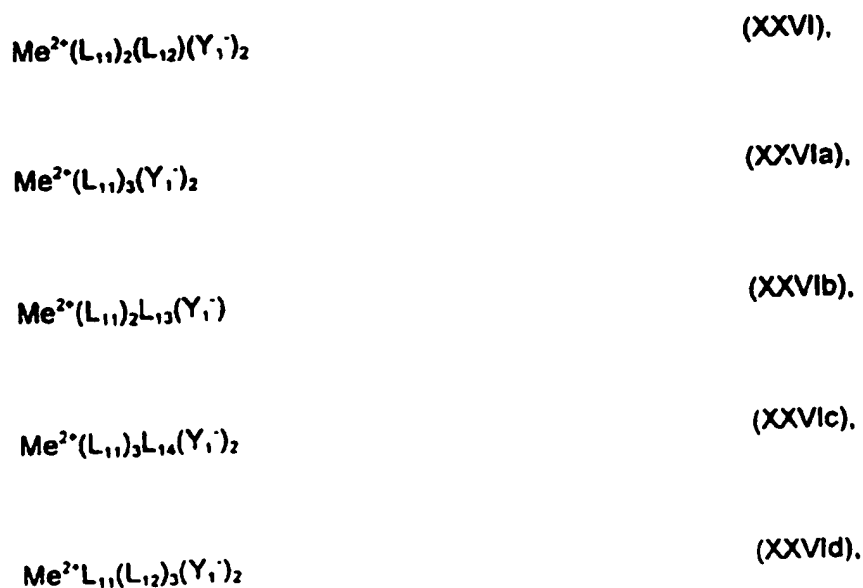 Me²⁺(L₁₁)₂(L₁₂)(Y₁⁻)₂ (XXVI),
Me²⁺(L₁₁)₃(Y₁⁻)₂ (XXVIa),
Me²⁺(L₁₁)₂L₁₃(Y₁⁻) (XXVIb),
Me²⁺(L₁₁)₃L₁₄(Y₁⁻)₂ (XXVIc),
Me²⁺L₁₁(L₁₂)₃(Y₁⁻)₂ (XXVId),